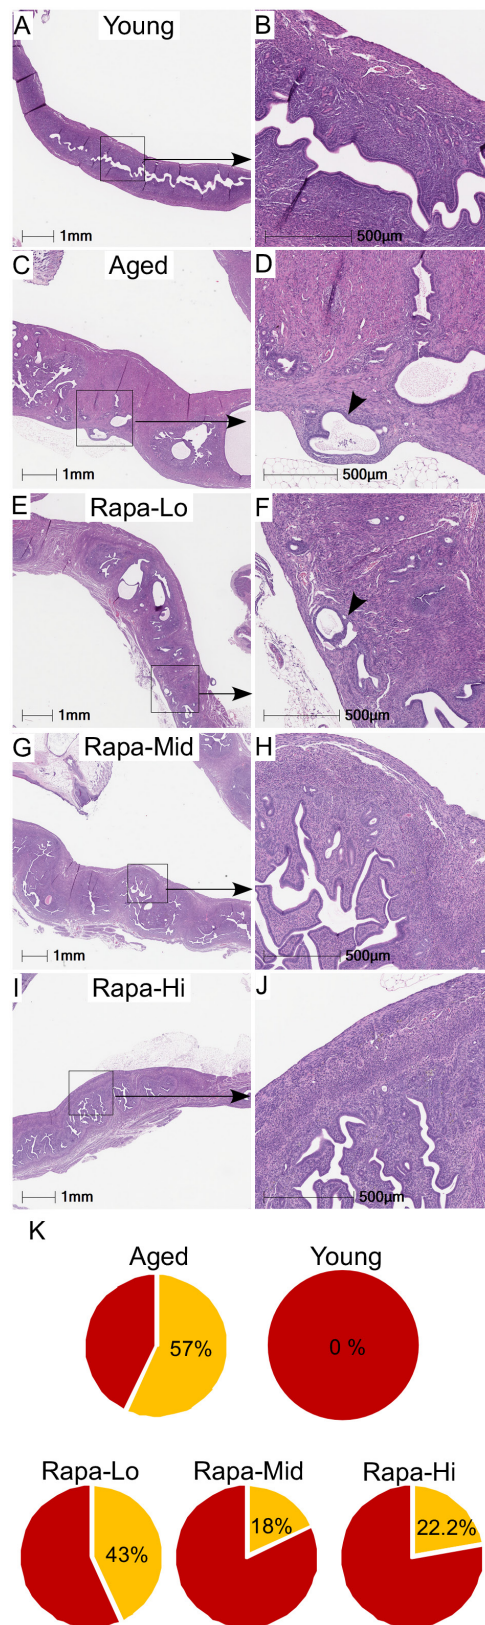 A Young B
1mm 500µm
C Aged D
1mm 500µm
E Rapa-Lo F
1mm 500µm
G Rapa-Mid H
1mm 500µm
I Rapa-Hi J
1mm 500µm
K
Aged Young
57% 0 %
Rapa-Lo Rapa-Mid Rapa-Hi
43% 18% 22.2%